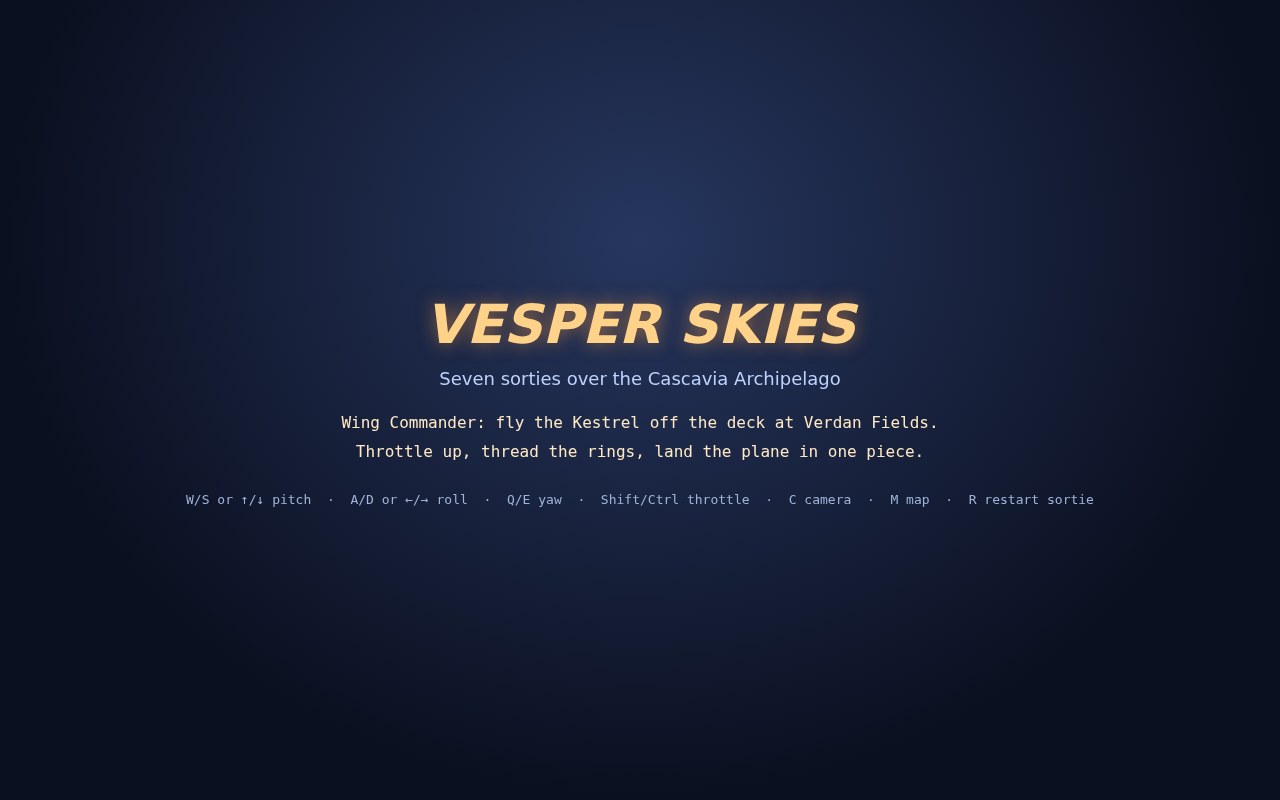 VESPER SKIES
Seven sorties over the Cascavia Archipelago
Wing Commander: fly the Kestrel off the deck at Verdan Fields.
Throttle up, thread the rings, land the plane in one piece.
W/S or ↑/↓ pitch · A/D or ←/→ roll · Q/E yaw · Shift/Ctrl throttle · C camera · M map · R restart sortie